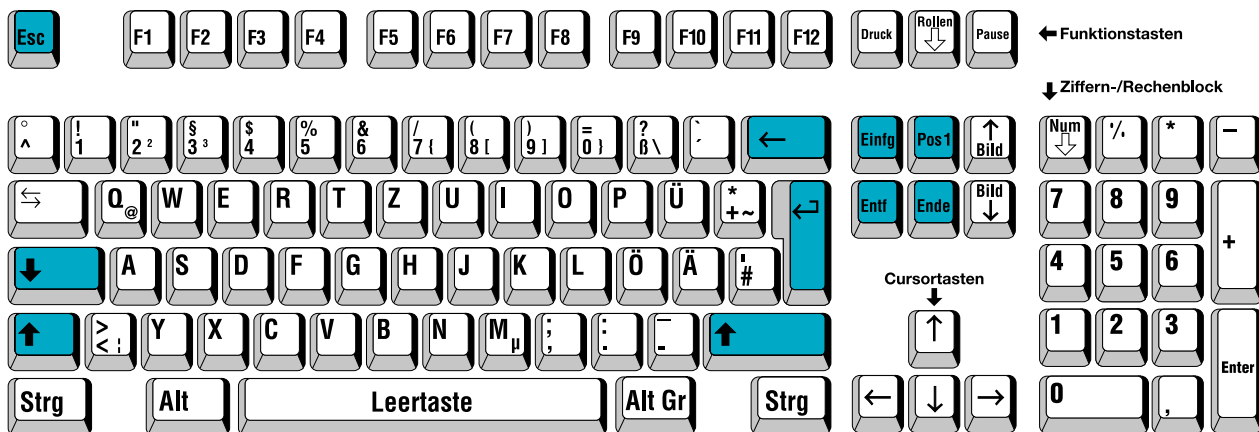 Esc F1 F2 F3 F4 F5 F6 F7 F8 F9 F10 F11 F12 Druck Rollen Pause ← Funktionstasten
↓ Ziffern-/Rechenblock
° ^ ! 1 " 2 ² § 3 ³ $ 4 % 5 & 6 / 7 { ( 8 [ ) 9 ] = 0 } ? ß \ ` ´ ← Einfg Pos1 ↑ Bild Num ⁒ * −
⇆ Q @ W E R T Z U I O P Ü * + ~ ↵ Entf Ende Bild ↓ 7 8 9 +
↓ A S D F G H J K L Ö Ä ' # 4 5 6
Cursortasten
↑ > < ¦ Y X C V B N M µ ; , : . _ - ↑ ↑ 1 2 3 Enter
Strg Alt Leertaste Alt Gr Strg ← ↓ → 0 ,